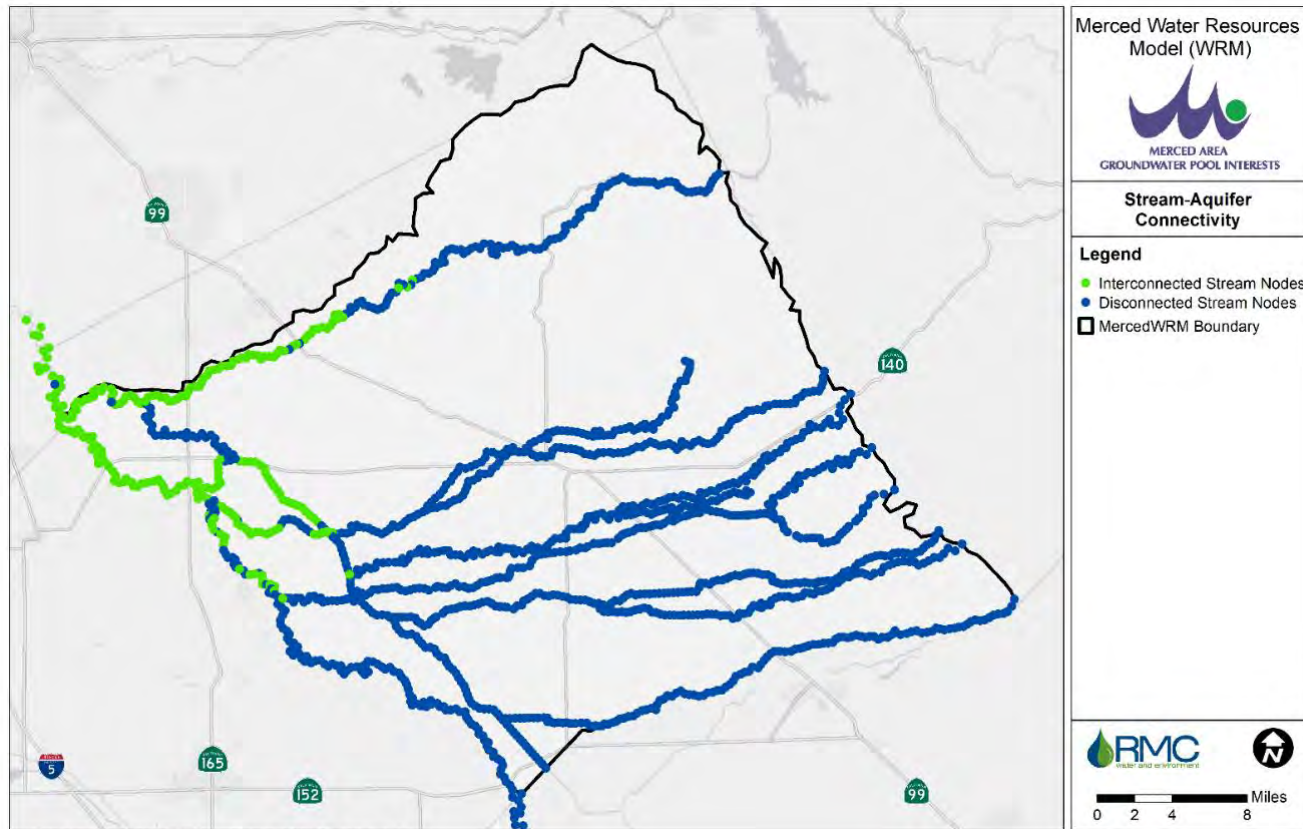 Merced Water Resources
Model (WRM)
MERCED AREA
GROUNDWATER POOL INTERESTS
Stream-Aquifer
Connectivity
Legend
Interconnected Stream Nodes
Disconnected Stream Nodes
MercedWRM Boundary
99
140
5
165
152
99
RMC
water and environment
N
Miles
0 2 4 8